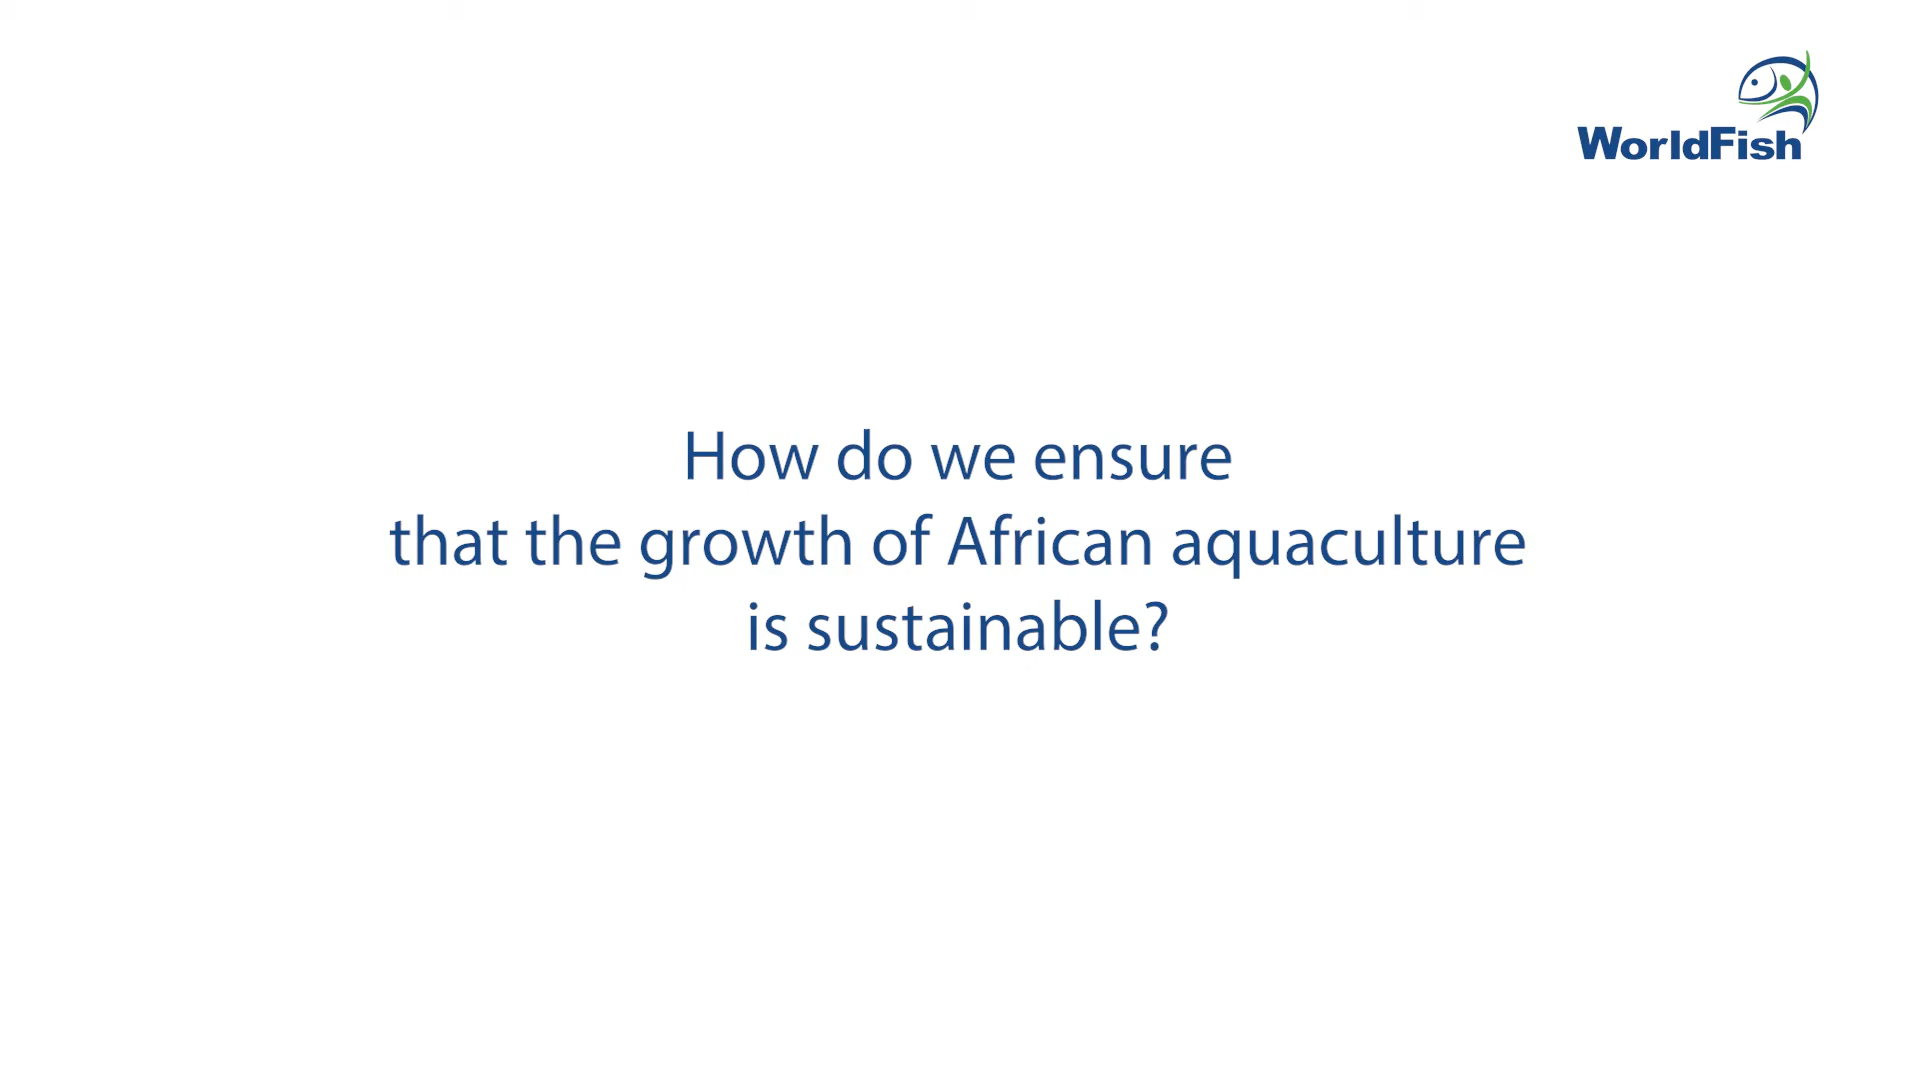 WorldFish
How do we ensure
that the growth of African aquaculture
is sustainable?